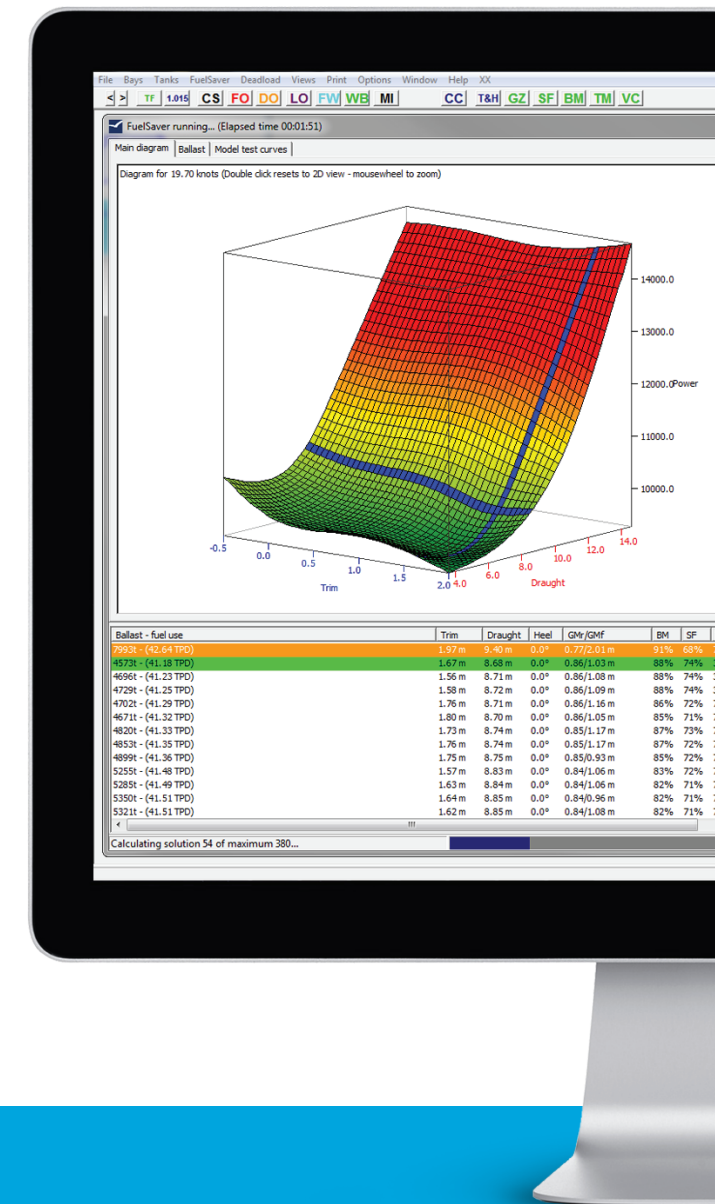 File Bays Tanks FuelSaver Deadload Views Print Options Window Help XX
< > TF 1.015 CS FO DO LO FW WB MI CC T&H GZ SF BM TM VC
FuelSaver running... (Elapsed time 00:01:51)
Main diagram Ballast Model test curves
Diagram for 19.70 knots (Double click resets to 2D view - mousewheel to zoom)
14000.0
13000.0
12000.0 Power
11000.0
10000.0
-0.5 0.0 0.5 1.0 1.5 2.0
Trim
4.0 6.0 8.0 10.0 12.0 14.0
Draught
Ballast - fuel use Trim Draught Heel GMr/GMf BM SF
7993t - (42.64 TPD) 1.97 m 9.40 m 0.0° 0.77/2.01 m 91% 68%
4573t - (41.18 TPD) 1.67 m 8.68 m 0.0° 0.86/1.03 m 88% 74%
4696t - (41.23 TPD) 1.56 m 8.71 m 0.0° 0.86/1.08 m 88% 74%
4729t - (41.25 TPD) 1.58 m 8.72 m 0.0° 0.86/1.09 m 88% 74%
4702t - (41.29 TPD) 1.76 m 8.71 m 0.0° 0.86/1.16 m 86% 72%
4671t - (41.32 TPD) 1.80 m 8.70 m 0.0° 0.86/1.05 m 85% 71%
4820t - (41.33 TPD) 1.73 m 8.74 m 0.0° 0.85/1.17 m 87% 73%
4853t - (41.35 TPD) 1.76 m 8.74 m 0.0° 0.85/1.17 m 87% 72%
4899t - (41.36 TPD) 1.75 m 8.75 m 0.0° 0.85/0.93 m 85% 72%
5255t - (41.48 TPD) 1.57 m 8.83 m 0.0° 0.84/1.06 m 83% 72%
5285t - (41.49 TPD) 1.63 m 8.84 m 0.0° 0.84/1.06 m 82% 71%
5350t - (41.51 TPD) 1.64 m 8.85 m 0.0° 0.84/0.96 m 82% 71%
5321t - (41.51 TPD) 1.62 m 8.85 m 0.0° 0.84/1.08 m 82% 71%
Calculating solution 54 of maximum 380...